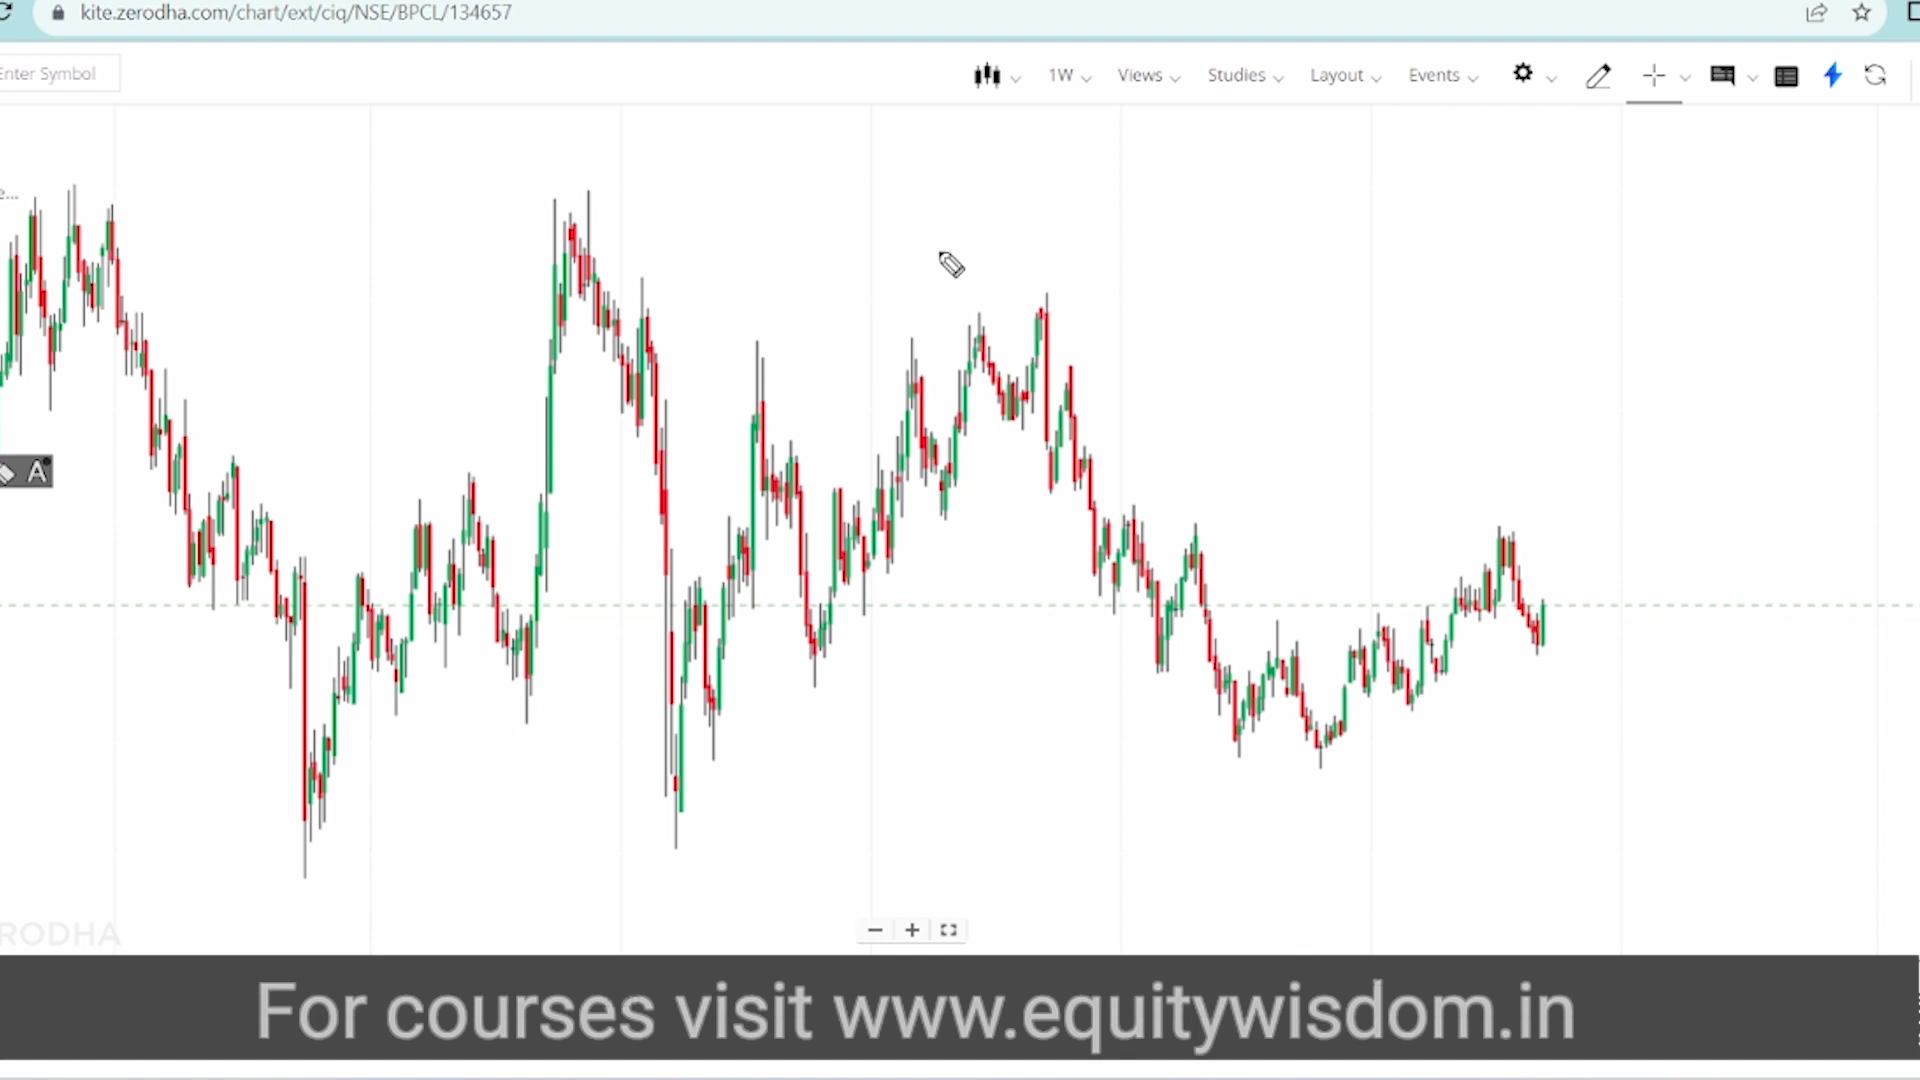 kite.zerodha.com/chart/ext/ciq/NSE/BPCL/134657
Enter Symbol
1W
Views
Studies
Layout
Events
e...
A
RODHA
For courses visit www.equitywisdom.in